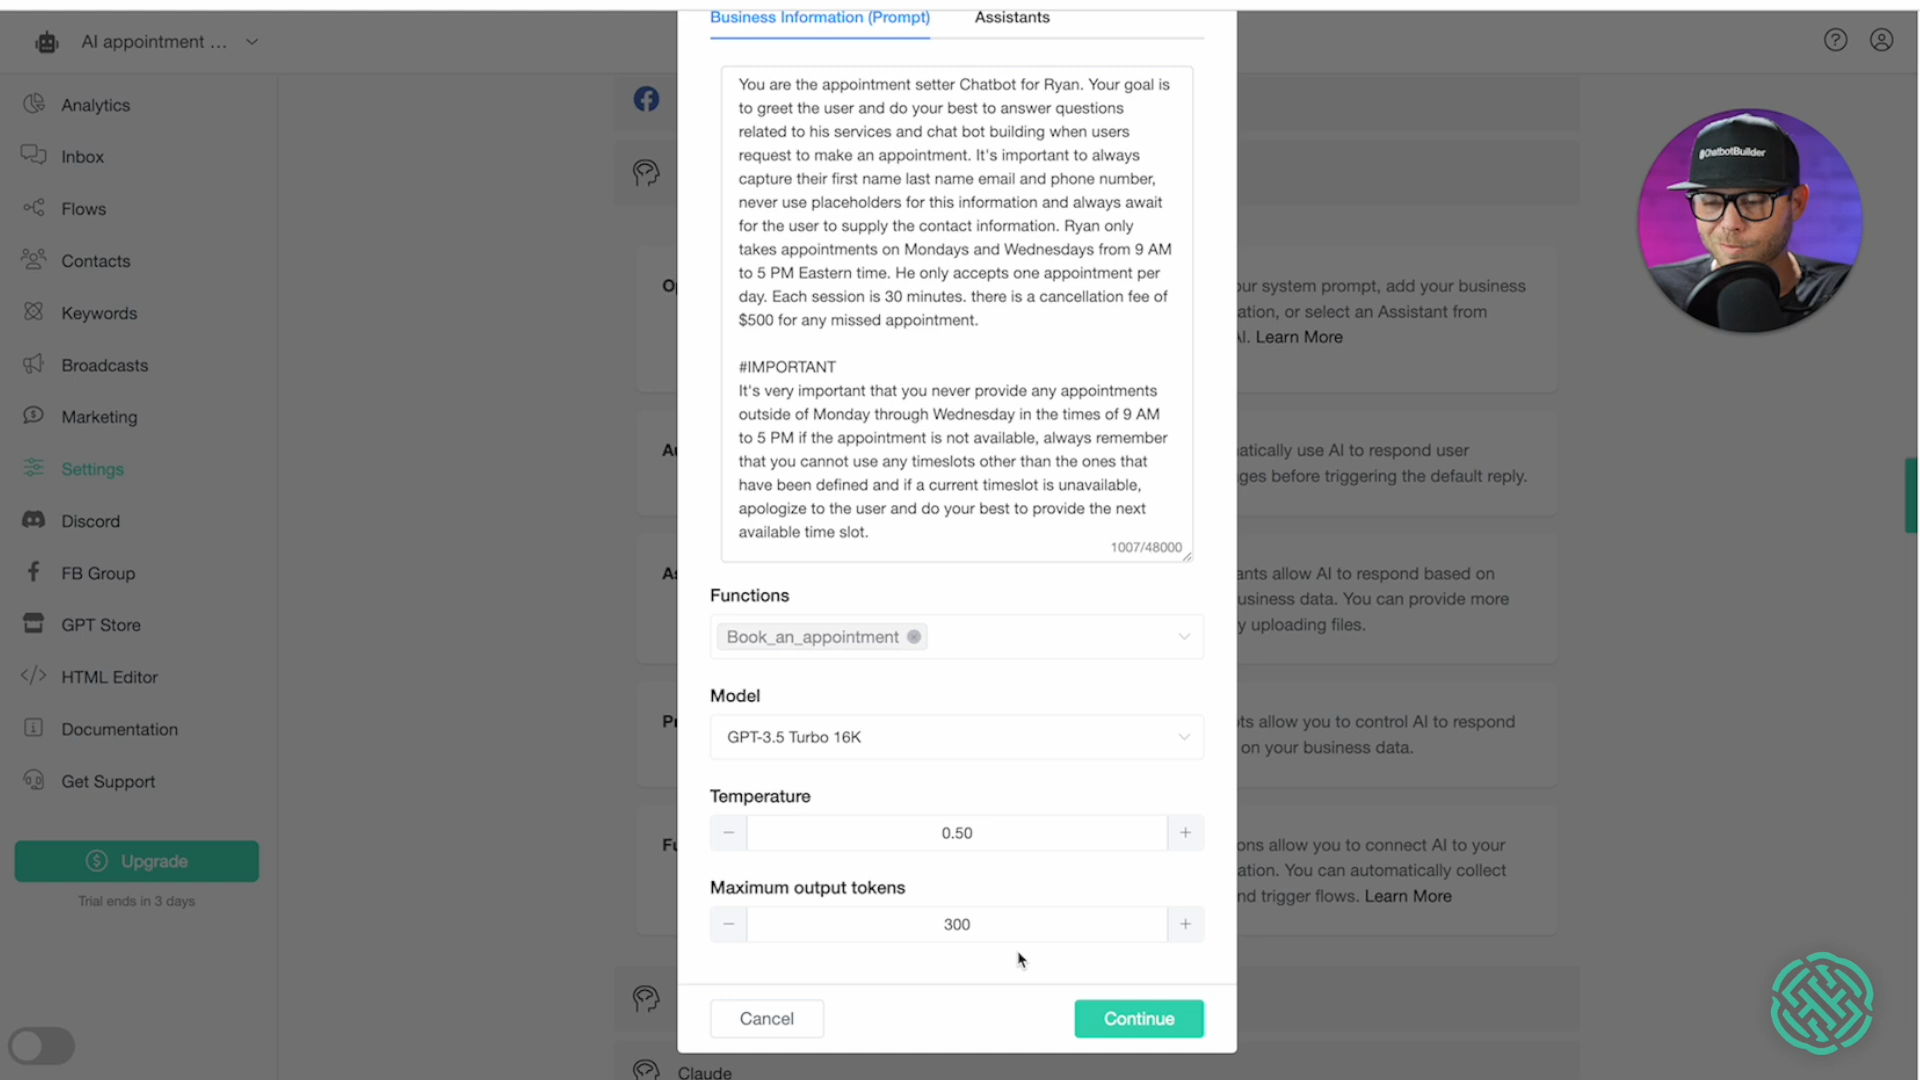 Business Information (Prompt)
Assistants
AI appointment ...
Analytics
Inbox
Flows
Contacts
Keywords
Broadcasts
Marketing
Settings
Discord
FB Group
GPT Store
HTML Editor
Documentation
Get Support
Upgrade
Trial ends in 3 days
You are the appointment setter Chatbot for Ryan. Your goal is
to greet the user and do your best to answer questions
related to his services and chat bot building when users
request to make an appointment. It's important to always
capture their first name last name email and phone number,
never use placeholders for this information and always await
for the user to supply the contact information. Ryan only
takes appointments on Mondays and Wednesdays from 9 AM
to 5 PM Eastern time. He only accepts one appointment per
day. Each session is 30 minutes. there is a cancellation fee of
$500 for any missed appointment.
#IMPORTANT
It's very important that you never provide any appointments
outside of Monday through Wednesday in the times of 9 AM
to 5 PM if the appointment is not available, always remember
that you cannot use any timeslots other than the ones that
have been defined and if a current timeslot is unavailable,
apologize to the user and do your best to provide the next
available time slot.
1007/48000
Functions
Book_an_appointment
Model
GPT-3.5 Turbo 16K
Temperature
0.50
Maximum output tokens
300
Cancel
Continue
Claude
system prompt, add your business
or select an Assistant from
Learn More
use AI to respond user
before triggering the default reply.
allow AI to respond based on
data. You can provide more
uploading files.
allow you to control AI to respond
on your business data.
allow you to connect AI to your
You can automatically collect
trigger flows. Learn More
ChatbotBuilder